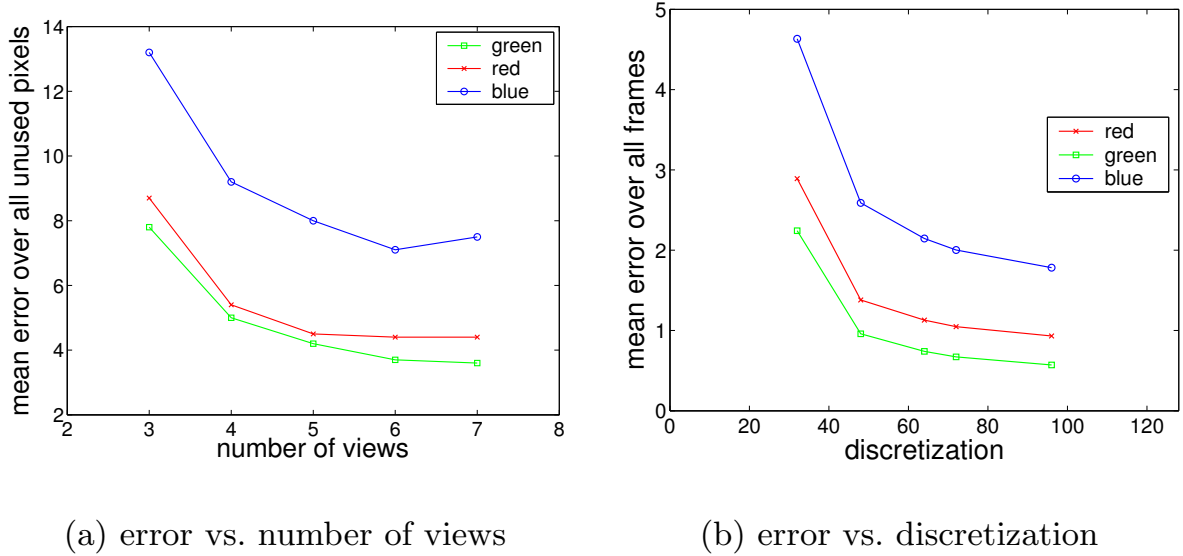 mean error over all unused pixels
14
12
10
8
6
4
2
2 3 4 5 6 7 8
number of views
green
red
blue
(a) error vs. number of views
mean error over all frames
5
4
3
2
1
0
0 20 40 60 80 100 120
discretization
red
green
blue
(b) error vs. discretization